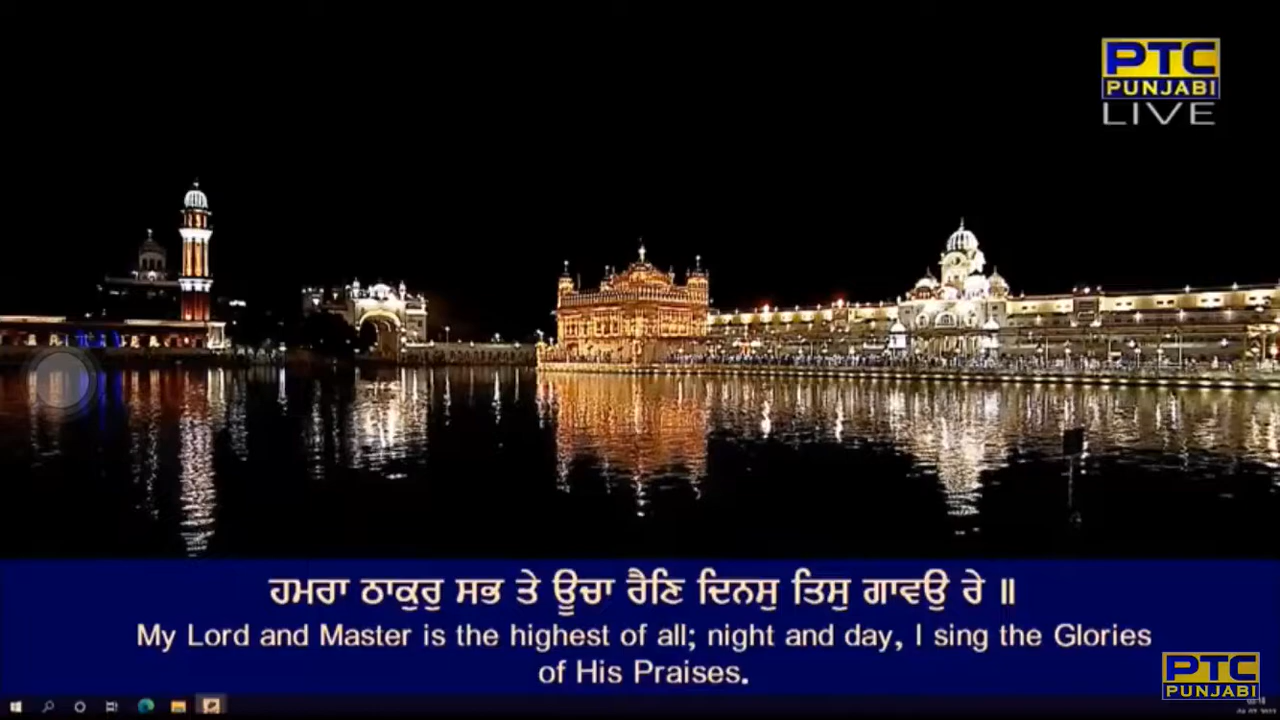 PTC
PUNJABI
LIVE
ਹਮਰਾ ਠਾਕੁਰੁ ਸਭ ਤੇ ਊਚਾ ਰੈਣਿ ਦਿਨਸੁ ਤਿਸੁ ਗਾਵਉ ਰੇ ॥
My Lord and Master is the highest of all; night and day, I sing the Glories
of His Praises.
PTC
PUNJABI